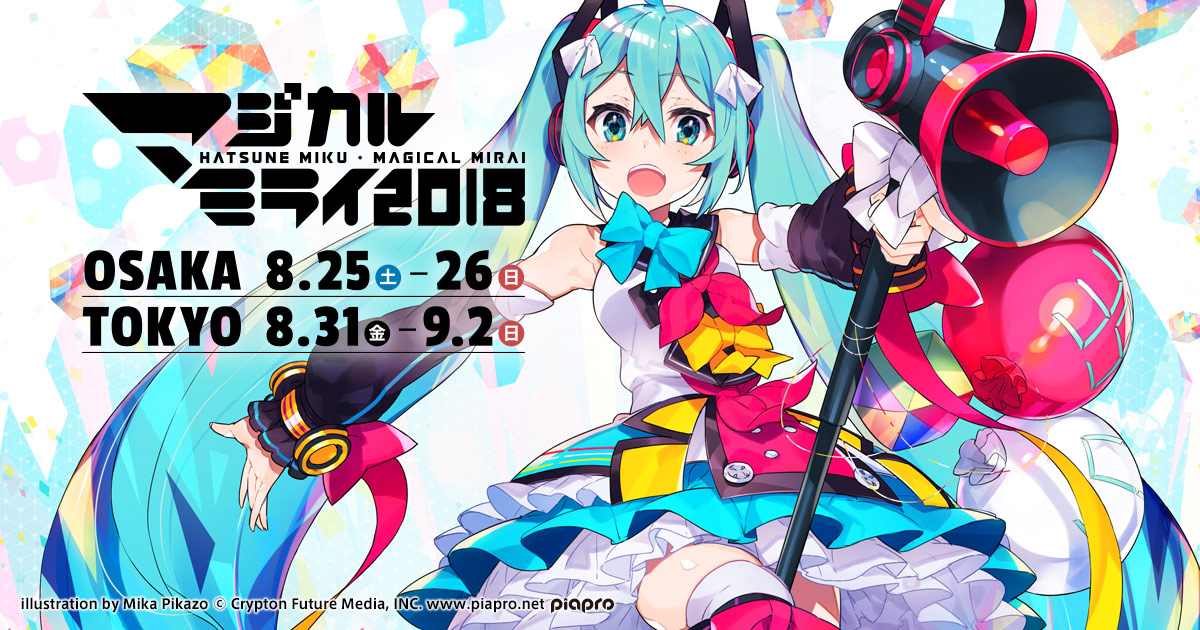 マジカル
HATSUNE MIKU・MAGICAL MIRAI
ミライ2018
OSAKA 8.25土–26日
TOKYO 8.31金–9.2日
illustration by Mika Pikazo © Crypton Future Media, INC. www.piapro.net piapro